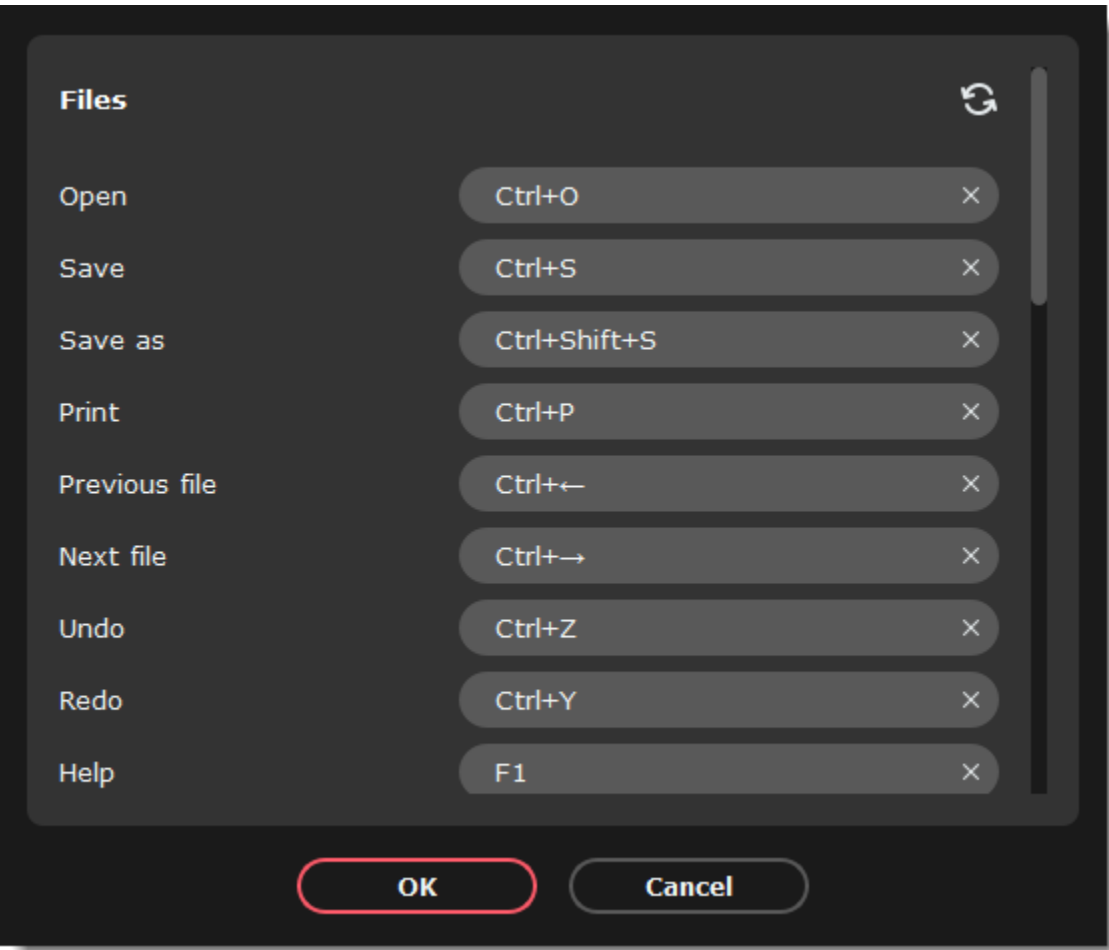 Files
Open Ctrl+O
Save Ctrl+S
Save as Ctrl+Shift+S
Print Ctrl+P
Previous file Ctrl+←
Next file Ctrl+→
Undo Ctrl+Z
Redo Ctrl+Y
Help F1
OK Cancel